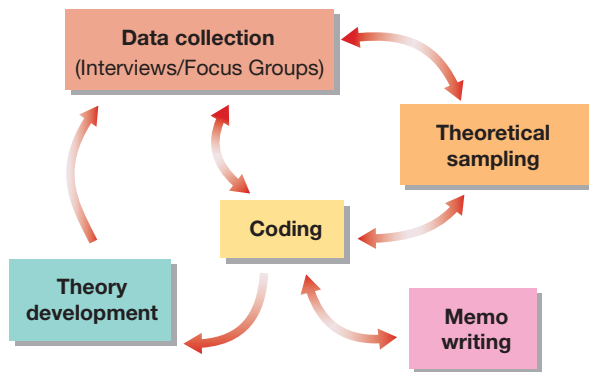 Data collection
(Interviews/Focus Groups)
Theoretical
sampling
Coding
Theory
development
Memo
writing